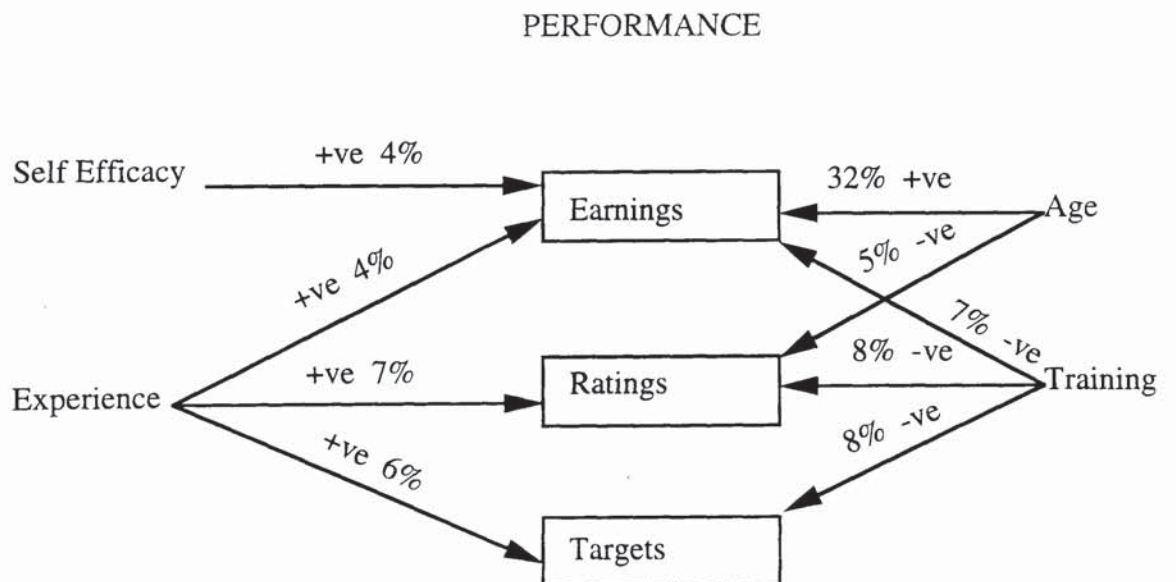 PERFORMANCE
+ve 4%
Self Efficacy
32% +ve
Earnings
Age
5% -ve
+ve 4%
7% -ve
+ve 7%
8% -ve
Experience
Ratings
Training
8% -ve
+ve 6%
Targets